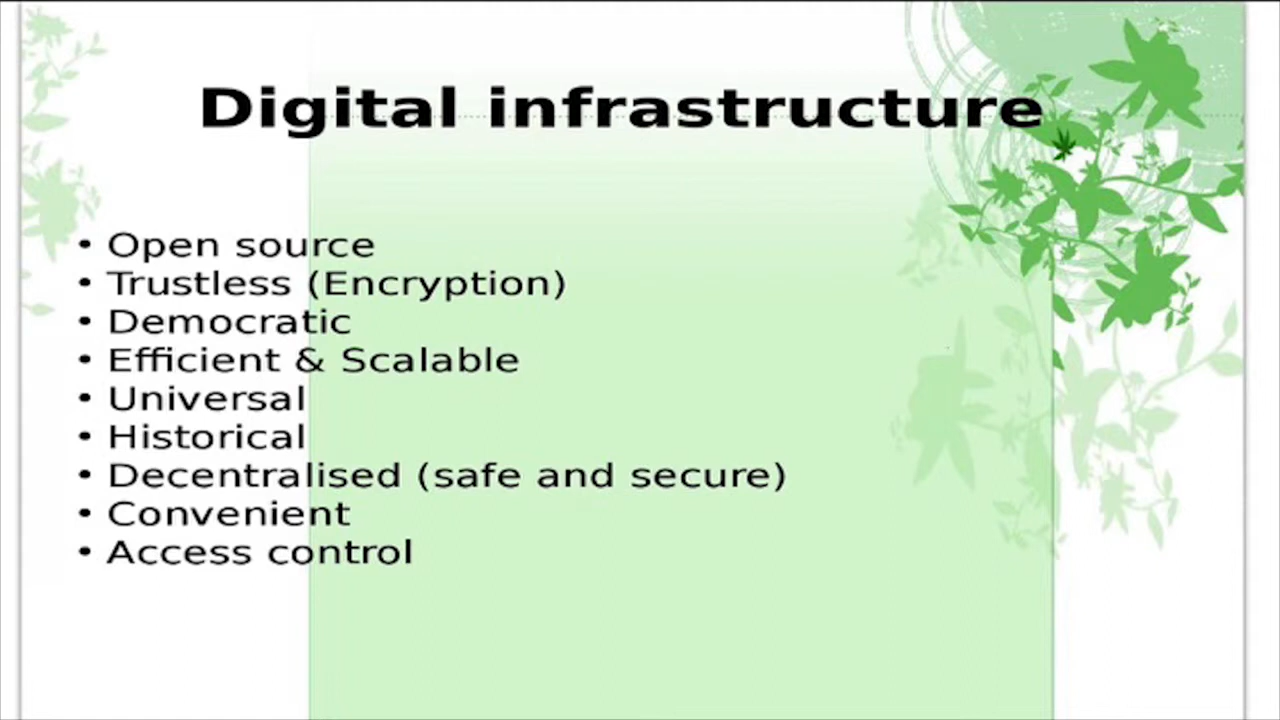 Digital infrastructure
• Open source
• Trustless (Encryption)
• Democratic
• Efficient & Scalable
• Universal
• Historical
• Decentralised (safe and secure)
• Convenient
• Access control